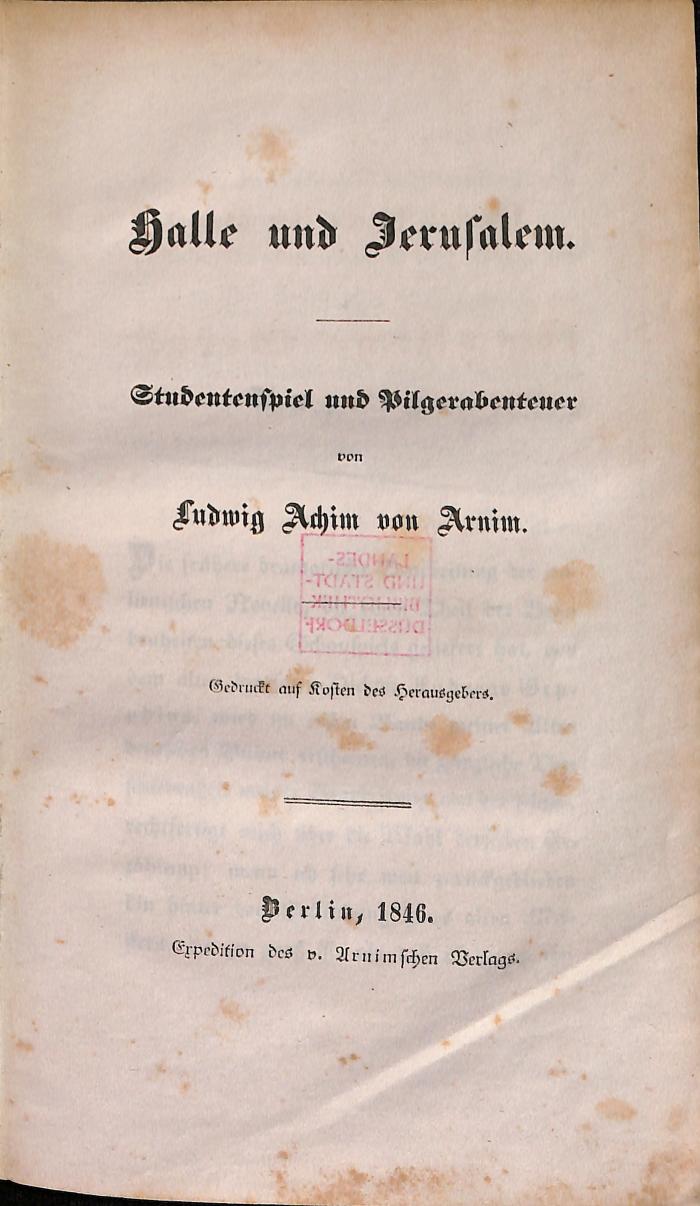 Halle und Jeruſalem.
Studentenſpiel und Pilgerabenteuer
von
Ludwig Achim von Arnim.
LANDES-
UND STADT-
BIBLIOTHEK
DÜSSELDORF
Gedruckt auf Koſten des Herausgebers.
Berlin, 1846.
Expedition des v. Arnimſchen Verlags.